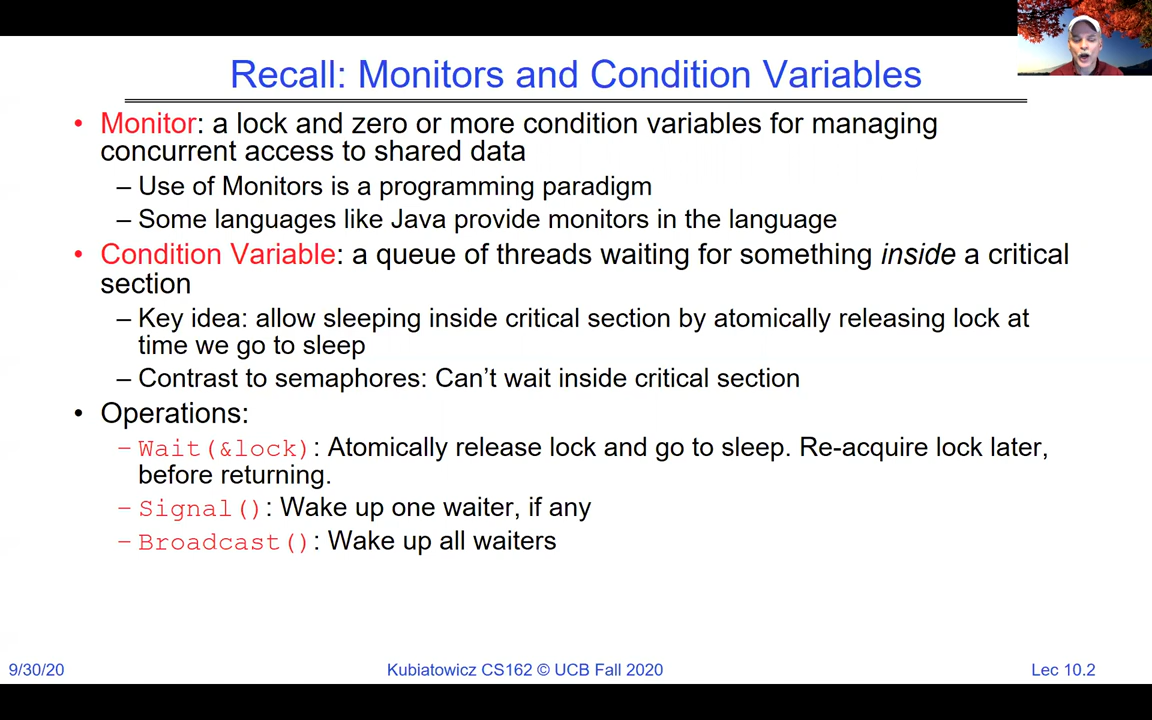 Recall: Monitors and Condition Variables
• Monitor: a lock and zero or more condition variables for managing
concurrent access to shared data
– Use of Monitors is a programming paradigm
– Some languages like Java provide monitors in the language
• Condition Variable: a queue of threads waiting for something inside a critical
section
– Key idea: allow sleeping inside critical section by atomically releasing lock at
time we go to sleep
– Contrast to semaphores: Can't wait inside critical section
• Operations:
– Wait(&lock): Atomically release lock and go to sleep. Re-acquire lock later,
before returning.
– Signal(): Wake up one waiter, if any
– Broadcast(): Wake up all waiters
9/30/20
Kubiatowicz CS162 © UCB Fall 2020
Lec 10.2